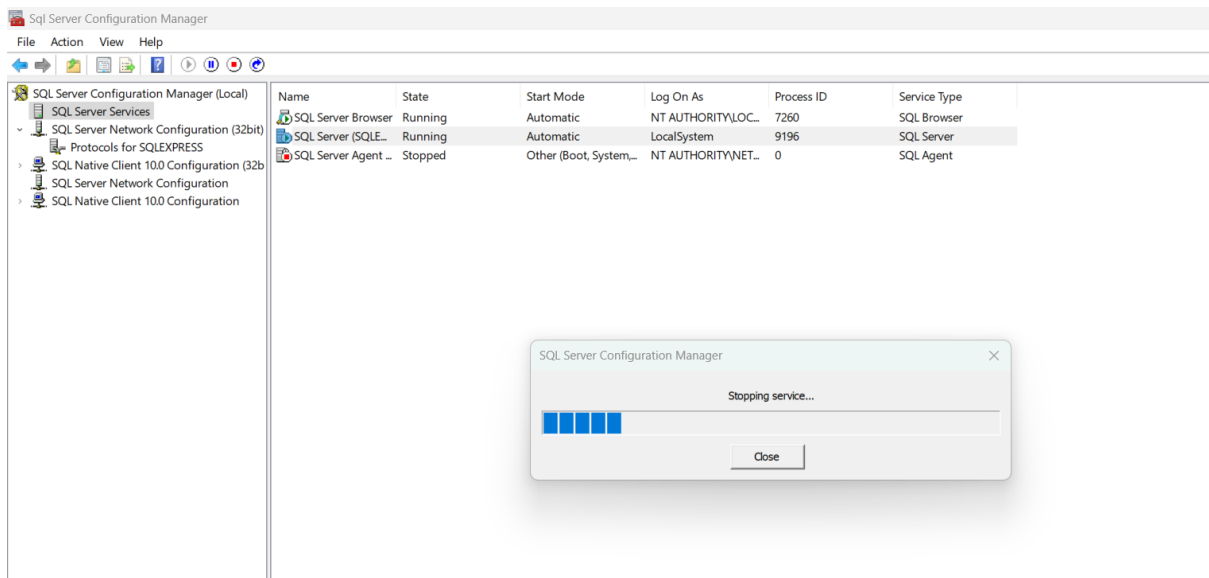 Sql Server Configuration Manager
File Action View Help
SQL Server Configuration Manager (Local)
SQL Server Services
SQL Server Network Configuration (32bit)
Protocols for SQLEXPRESS
SQL Native Client 10.0 Configuration (32b
SQL Server Network Configuration
SQL Native Client 10.0 Configuration
Name State Start Mode Log On As Process ID Service Type
SQL Server Browser Running Automatic NT AUTHORITY\LOC... 7260 SQL Browser
SQL Server (SQLE... Running Automatic LocalSystem 9196 SQL Server
SQL Server Agent ... Stopped Other (Boot, System,... NT AUTHORITY\NET... 0 SQL Agent
SQL Server Configuration Manager
Stopping service...
Close